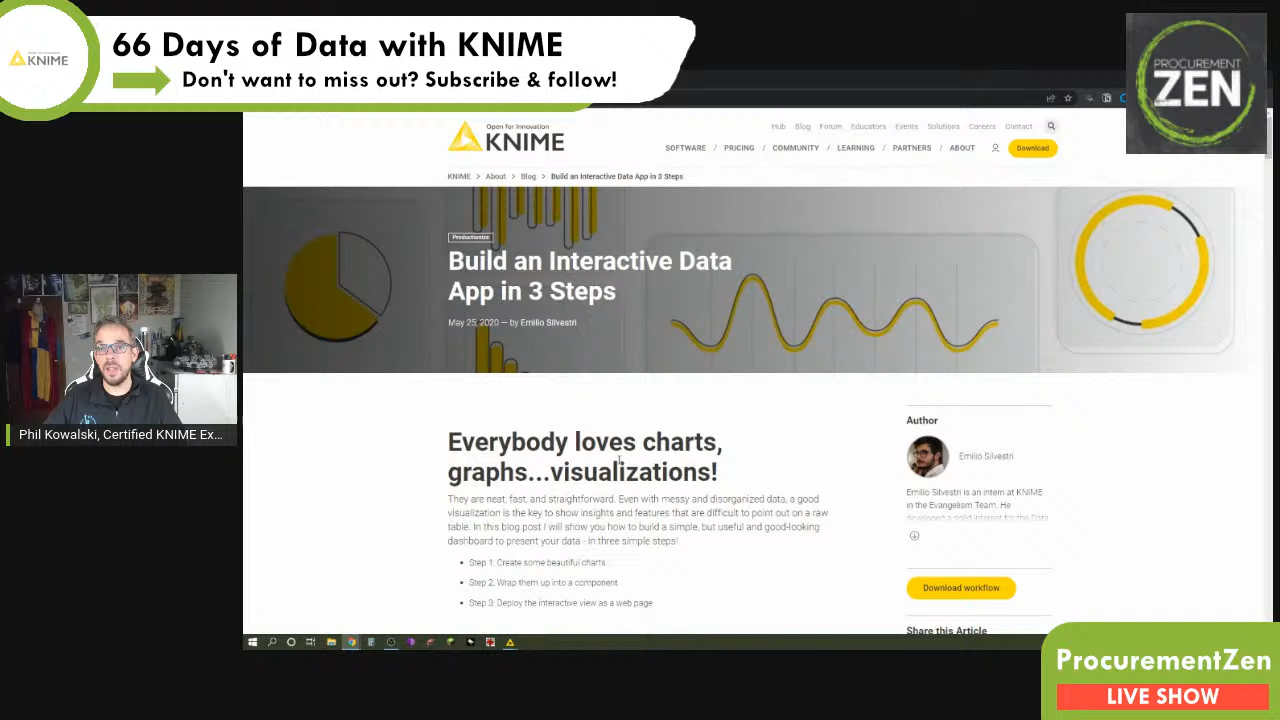 Open for Innovation
KNIME
66 Days of Data with KNIME
Don't want to miss out? Subscribe & follow!
PROCUREMENT
ZEN
Open for Innovation
KNIME
Hub Blog Forum Educators Events Solutions Careers Contact
SOFTWARE / PRICING / COMMUNITY / LEARNING / PARTNERS / ABOUT
Download
KNIME > About > Blog > Build an Interactive Data App in 3 Steps
Productionize
Build an Interactive Data
App in 3 Steps
May 25, 2020 — by Emilio Silvestri
Phil Kowalski, Certified KNIME Ex...
Everybody loves charts,
graphs...visualizations!
They are neat, fast, and straightforward. Even with messy and disorganized data, a good
visualization is the key to show insights and features that are difficult to point out on a raw
table. In this blog post I will show you how to build a simple, but useful and good-looking
dashboard to present your data - in three simple steps!
• Step 1: Create some beautiful charts
• Step 2: Wrap them up into a component
• Step 3: Deploy the interactive view as a web page
Author
Emilio Silvestri
Emilio Silvestri is an intern at KNIME
in the Evangelism Team. He
developed a solid interest for the Data
Download workflow
Share this Article
ProcurementZen
LIVE SHOW